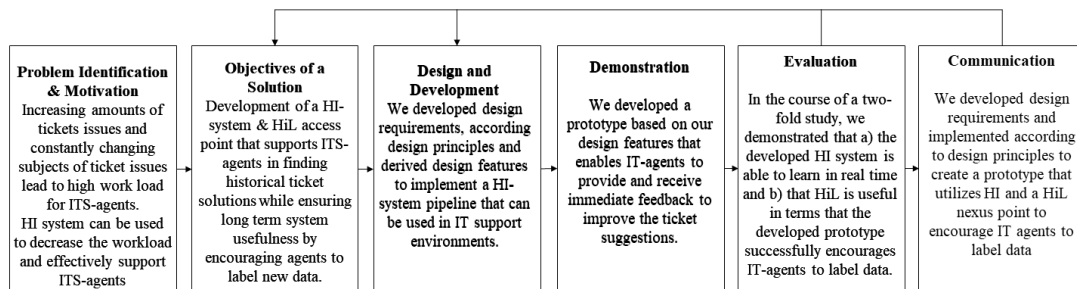 Problem Identification
& Motivation
Increasing amounts of
tickets issues and
constantly changing
subjects of ticket issues
lead to high work load
for ITS-agents.
HI system can be used
to decrease the workload
and effectively support
ITS-agents
Objectives of a
Solution
Development of a HI-
system & HiL access
point that supports ITS-
agents in finding
historical ticket
solutions while ensuring
long term system
usefulness by
encouraging agents to
label new data.
Design and
Development
We developed design
requirements, according
design principles and
derived design features
to implement a HI-
system pipeline that can
be used in IT support
environments.
Demonstration
We developed a
prototype based on our
design features that
enables IT-agents to
provide and receive
immediate feedback to
improve the ticket
suggestions.
Evaluation
In the course of a two-
fold study, we
demonstrated that a) the
developed HI system is
able to learn in real time
and b) that HiL is useful
in terms that the
developed prototype
successfully encourages
IT-agents to label data.
Communication
We developed design
requirements and
implemented according
to design principles to
create a prototype that
utilizes HI and a HiL
nexus point to
encourage IT agents to
label data